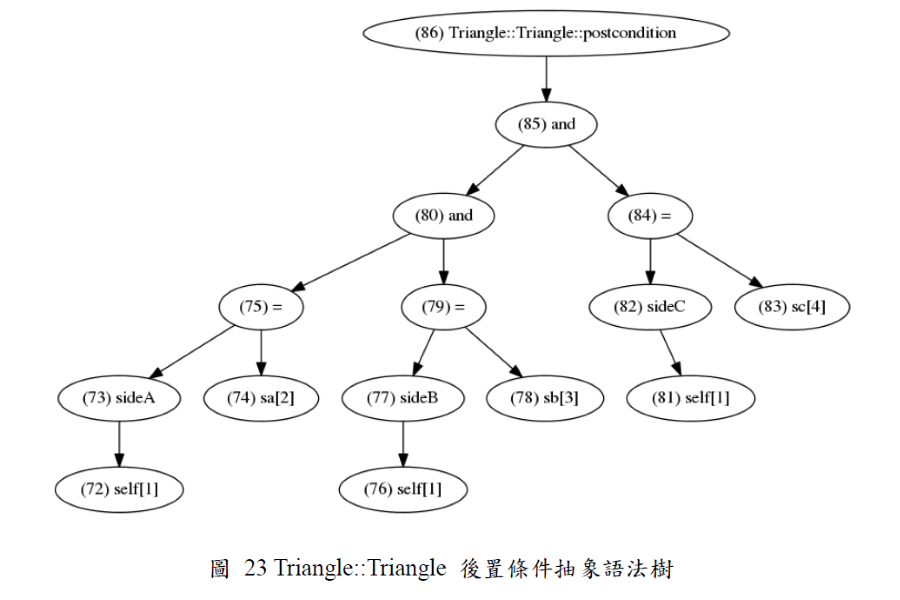 (86) Triangle::Triangle::postcondition
(85) and
(80) and
(84) =
(75) =
(79) =
(82) sideC
(83) sc[4]
(73) sideA
(74) sa[2]
(77) sideB
(78) sb[3]
(81) self[1]
(72) self[1]
(76) self[1]
圖 23 Triangle::Triangle 後置條件抽象語法樹